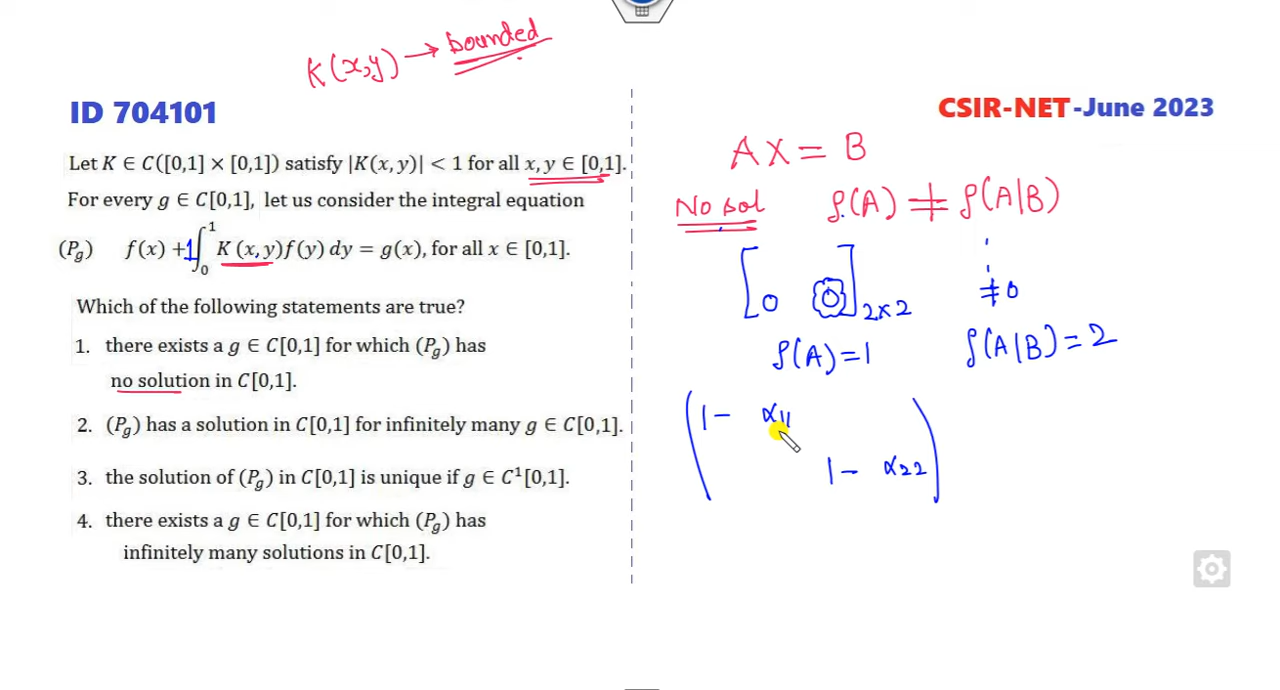 K(x,y) → bounded
ID 704101
CSIR-NET-June 2023
Let K ∈ C([0,1] × [0,1]) satisfy |K(x, y)| < 1 for all x, y ∈ [0,1].
For every g ∈ C[0,1], let us consider the integral equation
(P_g) f(x) + 1 ∫₀¹ K (x, y)f(y) dy = g(x), for all x ∈ [0,1].
Which of the following statements are true?
1. there exists a g ∈ C[0,1] for which (P_g) has
no solution in C[0,1].
2. (P_g) has a solution in C[0,1] for infinitely many g ∈ C[0,1].
3. the solution of (P_g) in C[0,1] is unique if g ∈ C¹[0,1].
4. there exists a g ∈ C[0,1] for which (P_g) has
infinitely many solutions in C[0,1].
AX = B
No sol ρ(A) ≠ ρ(A|B)
[0 0]₂ₓ₂ ≠ 0
ρ(A) = 1 ρ(A|B) = 2
1 − α₁₁
1 − α₂₂